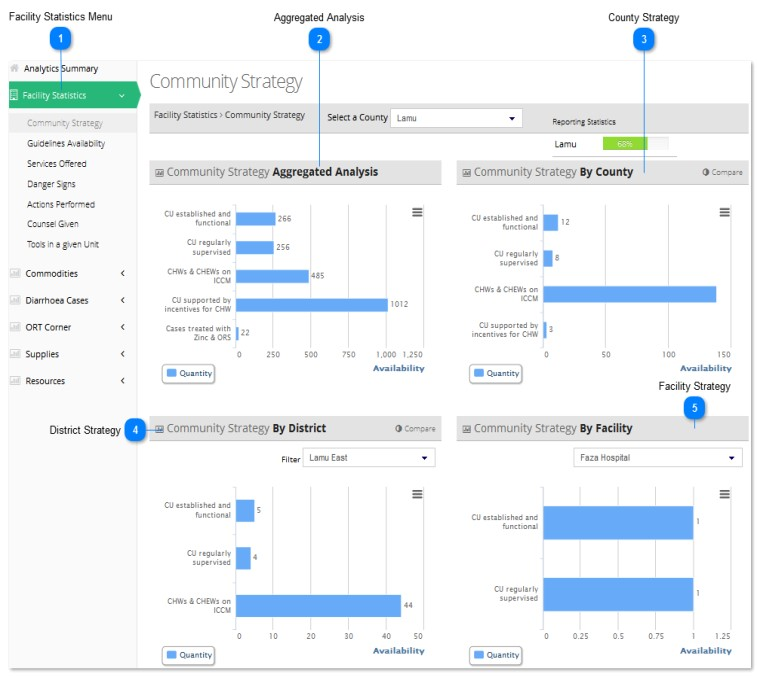 Facility Statistics Menu
Aggregated Analysis
County Strategy
1
2
3
Analytics Summary
Facility Statistics
Community Strategy
Guidelines Availability
Services Offered
Danger Signs
Actions Performed
Counsel Given
Tools in a given Unit
Commodities
Diarrhoea Cases
ORT Corner
Supplies
Resources
Community Strategy
Facility Statistics > Community Strategy
Select a County
Lamu
Reporting Statistics
Lamu
68%
Community Strategy Aggregated Analysis
CU established and
functional
266
CU regularly
supervised
256
CHWs & CHEWs on
ICCM
485
CU supported by
incentives for CHW
1012
Cases treated with
Zinc & ORS
22
0 250 500 750 1,000 1,250
Availability
Quantity
Community Strategy By County
Compare
CU established and
functional
12
CU regularly
supervised
8
CHWs & CHEWs on
ICCM
CU supported by
incentives for CHW
3
0 50 100 150
Availability
Quantity
Facility Strategy
5
District Strategy
4
Community Strategy By District
Compare
Filter
Lamu East
CU established and
functional
5
CU regularly
supervised
4
CHWs & CHEWs on
ICCM
44
0 10 20 30 40 50
Availability
Quantity
Community Strategy By Facility
Faza Hospital
CU established and
functional
1
CU regularly
supervised
1
0 0.25 0.5 0.75 1 1.25
Availability
Quantity